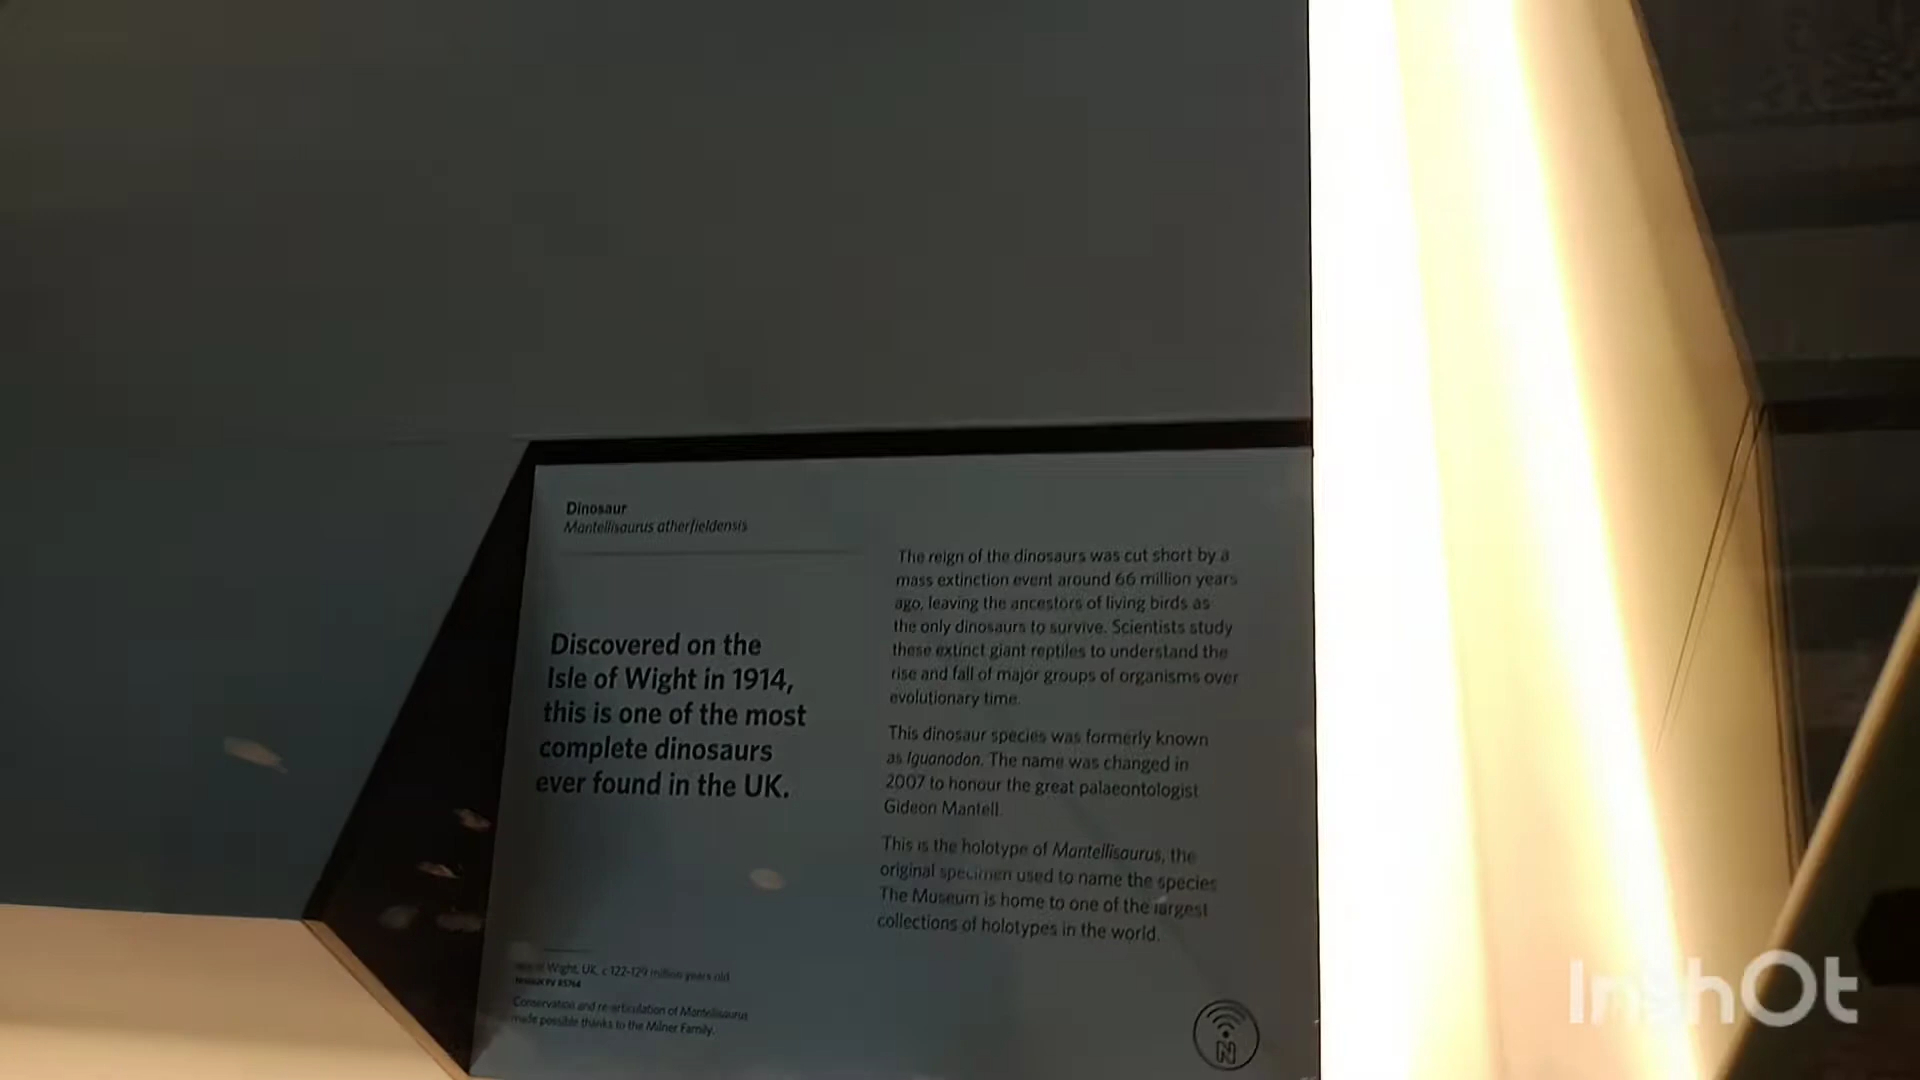 Dinosaur
Mantellisaurus atherfieldensis
Discovered on the
Isle of Wight in 1914,
this is one of the most
complete dinosaurs
ever found in the UK.
The reign of the dinosaurs was cut short by a
mass extinction event around 66 million years
ago, leaving the ancestors of living birds as
the only dinosaurs to survive. Scientists study
these extinct giant reptiles to understand the
rise and fall of major groups of organisms over
evolutionary time.
This dinosaur species was formerly known
as Iguanodon. The name was changed in
2007 to honour the great palaeontologist
Gideon Mantell.
This is the holotype of Mantellisaurus, the
original specimen used to name the species
The Museum is home to one of the largest
collections of holotypes in the world.
Wight, UK, c.122-129 million years old
Conservation and re-articulation of Mantellisaurus
made possible thanks to the Milner Family.
N
InShOt